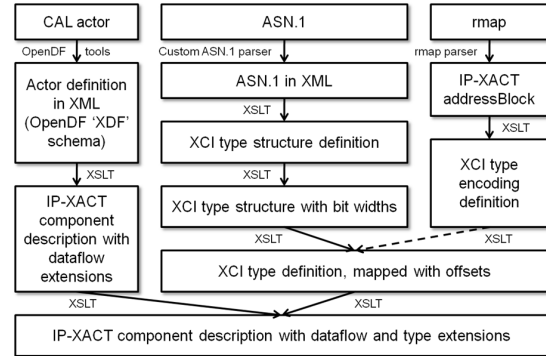 CAL actor
ASN.1
rmap
OpenDF tools
Custom ASN.1 parser
rmap parser
Actor definition
in XML
(OpenDF ‘XDF’
schema)
ASN.1 in XML
IP-XACT
addressBlock
XSLT
XSLT
XCI type structure definition
XCI type
encoding
definition
XSLT
XSLT
IP-XACT
component
description with
dataflow
extensions
XCI type structure with bit widths
XSLT
XSLT
XCI type definition, mapped with offsets
XSLT
XSLT
IP-XACT component description with dataflow and type extensions